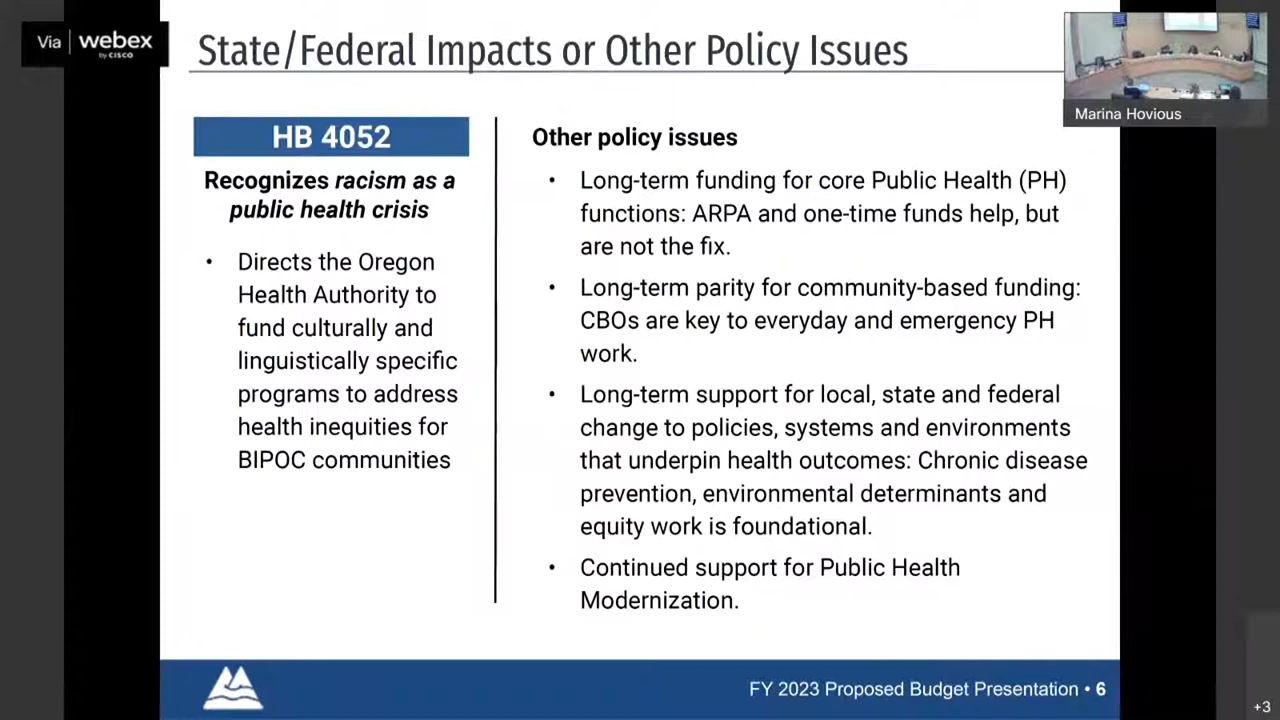 Via | webex
by CISCO
State/Federal Impacts or Other Policy Issues
Marina Hovious
HB 4052
Recognizes racism as a
public health crisis
• Directs the Oregon
Health Authority to
fund culturally and
linguistically specific
programs to address
health inequities for
BIPOC communities
Other policy issues
• Long-term funding for core Public Health (PH)
functions: ARPA and one-time funds help, but
are not the fix.
• Long-term parity for community-based funding:
CBOs are key to everyday and emergency PH
work.
• Long-term support for local, state and federal
change to policies, systems and environments
that underpin health outcomes: Chronic disease
prevention, environmental determinants and
equity work is foundational.
• Continued support for Public Health
Modernization.
FY 2023 Proposed Budget Presentation • 6
+3